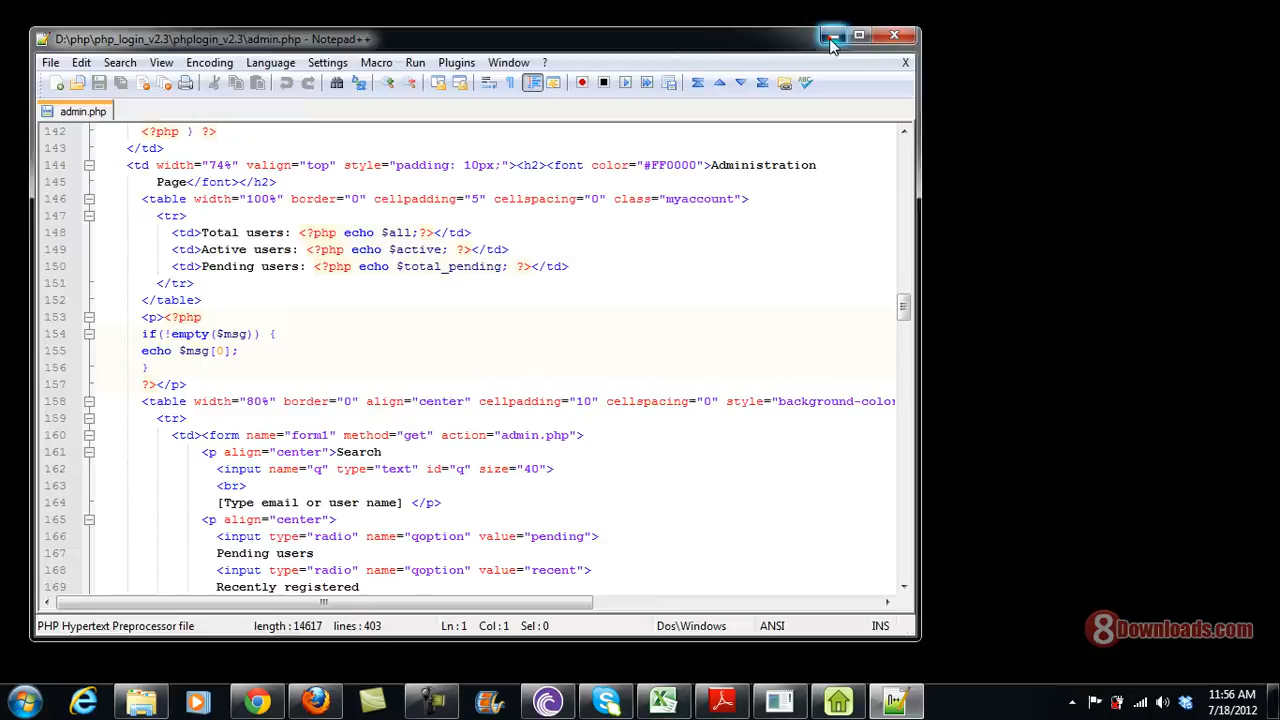 D:\php\php_login_v2.3\phplogin_v2.3\admin.php - Notepad++
File Edit Search View Encoding Language Settings Macro Run Plugins Window ? X
admin.php
142 <?php } ?>
143 </td>
144 <td width="74%" valign="top" style="padding: 10px;"><h2><font color="#FF0000">Administration
145 Page</font></h2>
146 <table width="100%" border="0" cellpadding="5" cellspacing="0" class="myaccount">
147 <tr>
148 <td>Total users: <?php echo $all;?></td>
149 <td>Active users: <?php echo $active; ?></td>
150 <td>Pending users: <?php echo $total_pending; ?></td>
151 </tr>
152 </table>
153 <p><?php
154 if(!empty($msg)) {
155 echo $msg[0];
156 }
157 ?></p>
158 <table width="80%" border="0" align="center" cellpadding="10" cellspacing="0" style="background-color
159 <tr>
160 <td><form name="form1" method="get" action="admin.php">
161 <p align="center">Search
162 <input name="q" type="text" id="q" size="40">
163 <br>
164 [Type email or user name] </p>
165 <p align="center">
166 <input type="radio" name="qoption" value="pending">
167 Pending users
168 <input type="radio" name="qoption" value="recent">
169 Recently registered
PHP Hypertext Preprocessor file length : 14617 lines : 403 Ln : 1 Col : 1 Sel : 0 Dos\Windows ANSI INS
8Downloads.com
11:56 AM
7/18/2012